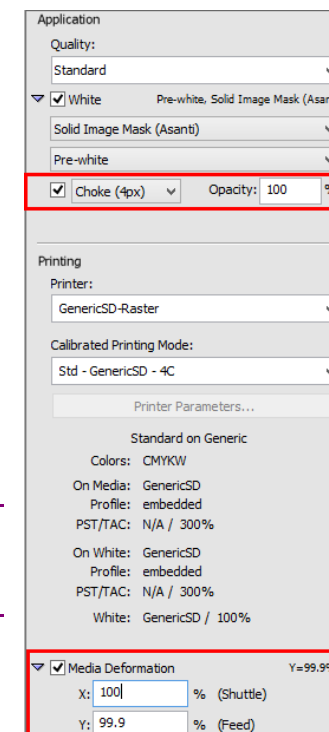 Application
Quality:
Standard
White Pre-white, Solid Image Mask (Asan
Solid Image Mask (Asanti)
Pre-white
Choke (4px) Opacity: 100 %
Printing
Printer:
GenericSD-Raster
Calibrated Printing Mode:
Std - GenericSD - 4C
Printer Parameters...
Standard on Generic
Colors: CMYKW
On Media: GenericSD
Profile: embedded
PST/TAC: N/A / 300%
On White: GenericSD
Profile: embedded
PST/TAC: N/A / 300%
White: GenericSD / 100%
Media Deformation Y=99.9%
X: 100 % (Shuttle)
Y: 99.9 % (Feed)